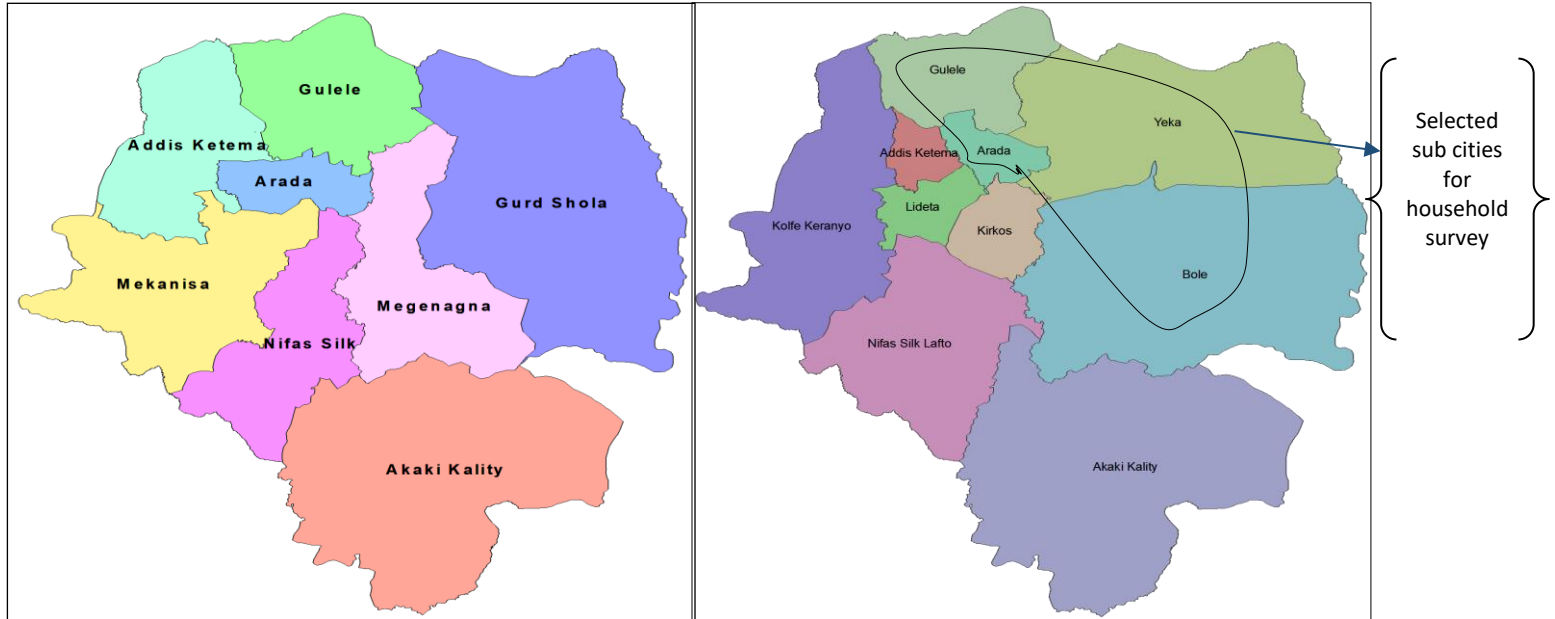 Gulele
Addis Ketema
Arada
Gurd Shola
Mekanisa
Megenagna
Nifas Silk
Akaki Kality
Gulele
Yeka
Addis Ketema
Arada
Lideta
Kolfe Keranyo
Kirkos
Bole
Nifas Silk Lafto
Akaki Kality
Selected
sub cities
for
household
survey